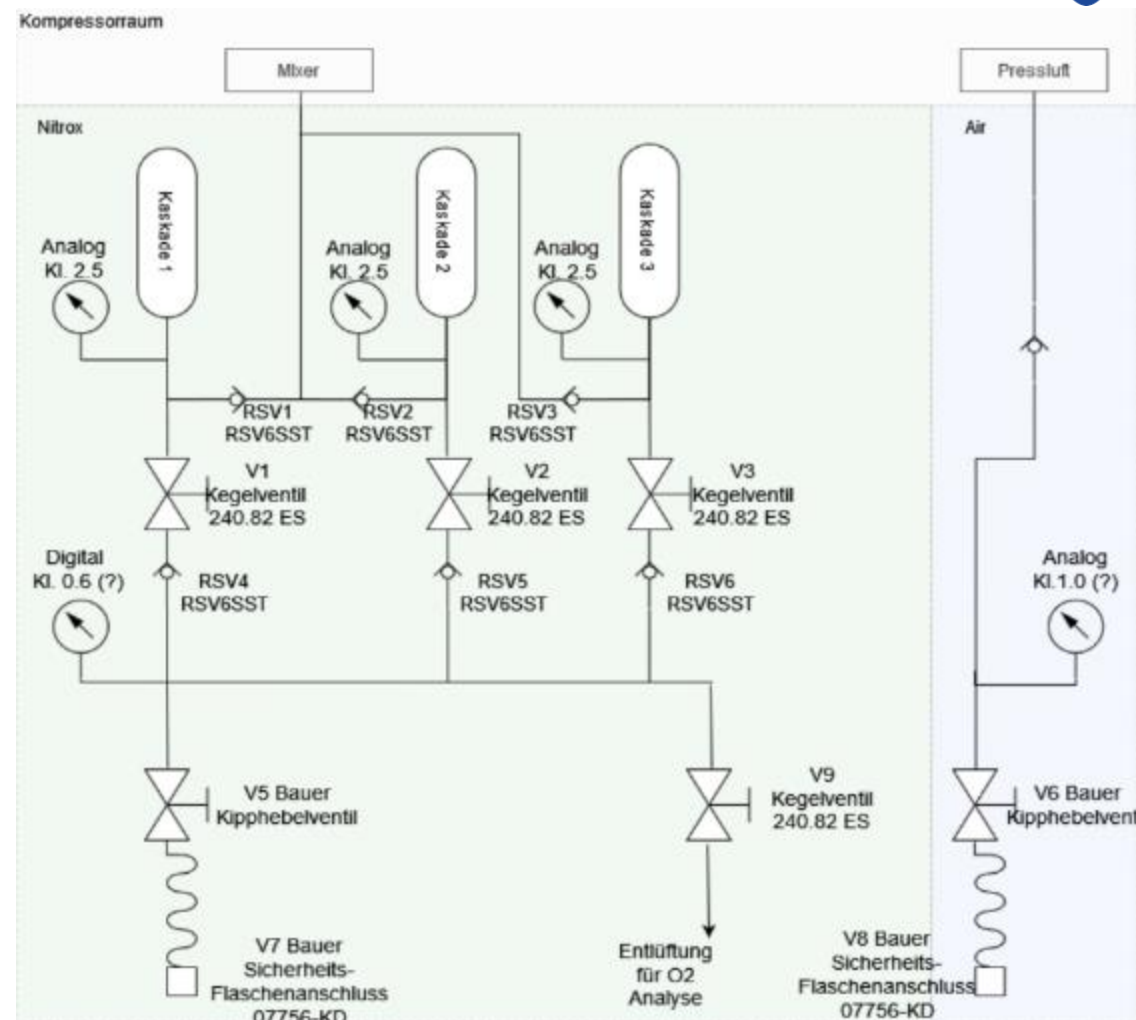 Kompressorraum
Mixer
Pressluft
Nitrox
Air
Kaskade 1
Kaskade 2
Kaskade 3
Analog
Kl. 2.5
Analog
Kl. 2.5
Analog
Kl. 2.5
RSV1
RSV6SST
RSV2
RSV6SST
RSV3
RSV6SST
V1
Kegelventil
240.82 ES
V2
Kegelventil
240.82 ES
V3
Kegelventil
240.82 ES
Digital
Kl. 0.6 (?)
RSV4
RSV6SST
RSV5
RSV6SST
RSV6
RSV6SST
Analog
Kl.1.0 (?)
V5 Bauer
Kipphebelventil
V9
Kegelventil
240.82 ES
V6 Bauer
Kipphebelvent
V7 Bauer
Sicherheits-
Flaschenanschluss
07756-KD
Entlüftung
für O2
Analyse
V8 Bauer
Sicherheits-
Flaschenanschluss
07756-KD